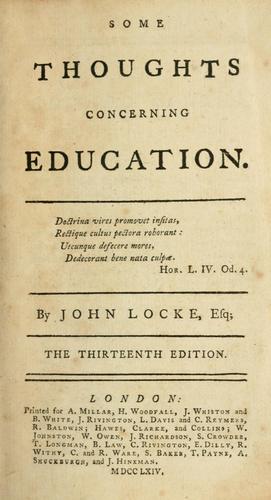 SOME
THOUGHTS
CONCERNING
EDUCATION.
Doctrina vires promovet insitas,
Rectique cultus pectora roborant:
Utcunque defecere mores,
Dedecorant bene nata culpæ.
HOR. L. IV. Od. 4.
By JOHN LOCKE, Esq;
THE THIRTEENTH EDITION.
LONDON:
Printed for A. MILLAR, H. WOODFALL, J. WHISTON and
B. WHITE, J. RIVINGTON, L. DAVIS and C. REYMERS,
R. BALDWIN; HAWES, CLARKE, and COLLINS; W.
JOHNSTON, W. OWEN, J. RICHARDSON, S. CROWDER,
T. LONGMAN, B. LAW, C. RIVINGTON, E. DILLY, R.
WITHY, C. and R. WARE, S. BAKER, T. PAYNE, A.
SHUCKBURGH, and J. HINXMAN.
MDCCLXIV.